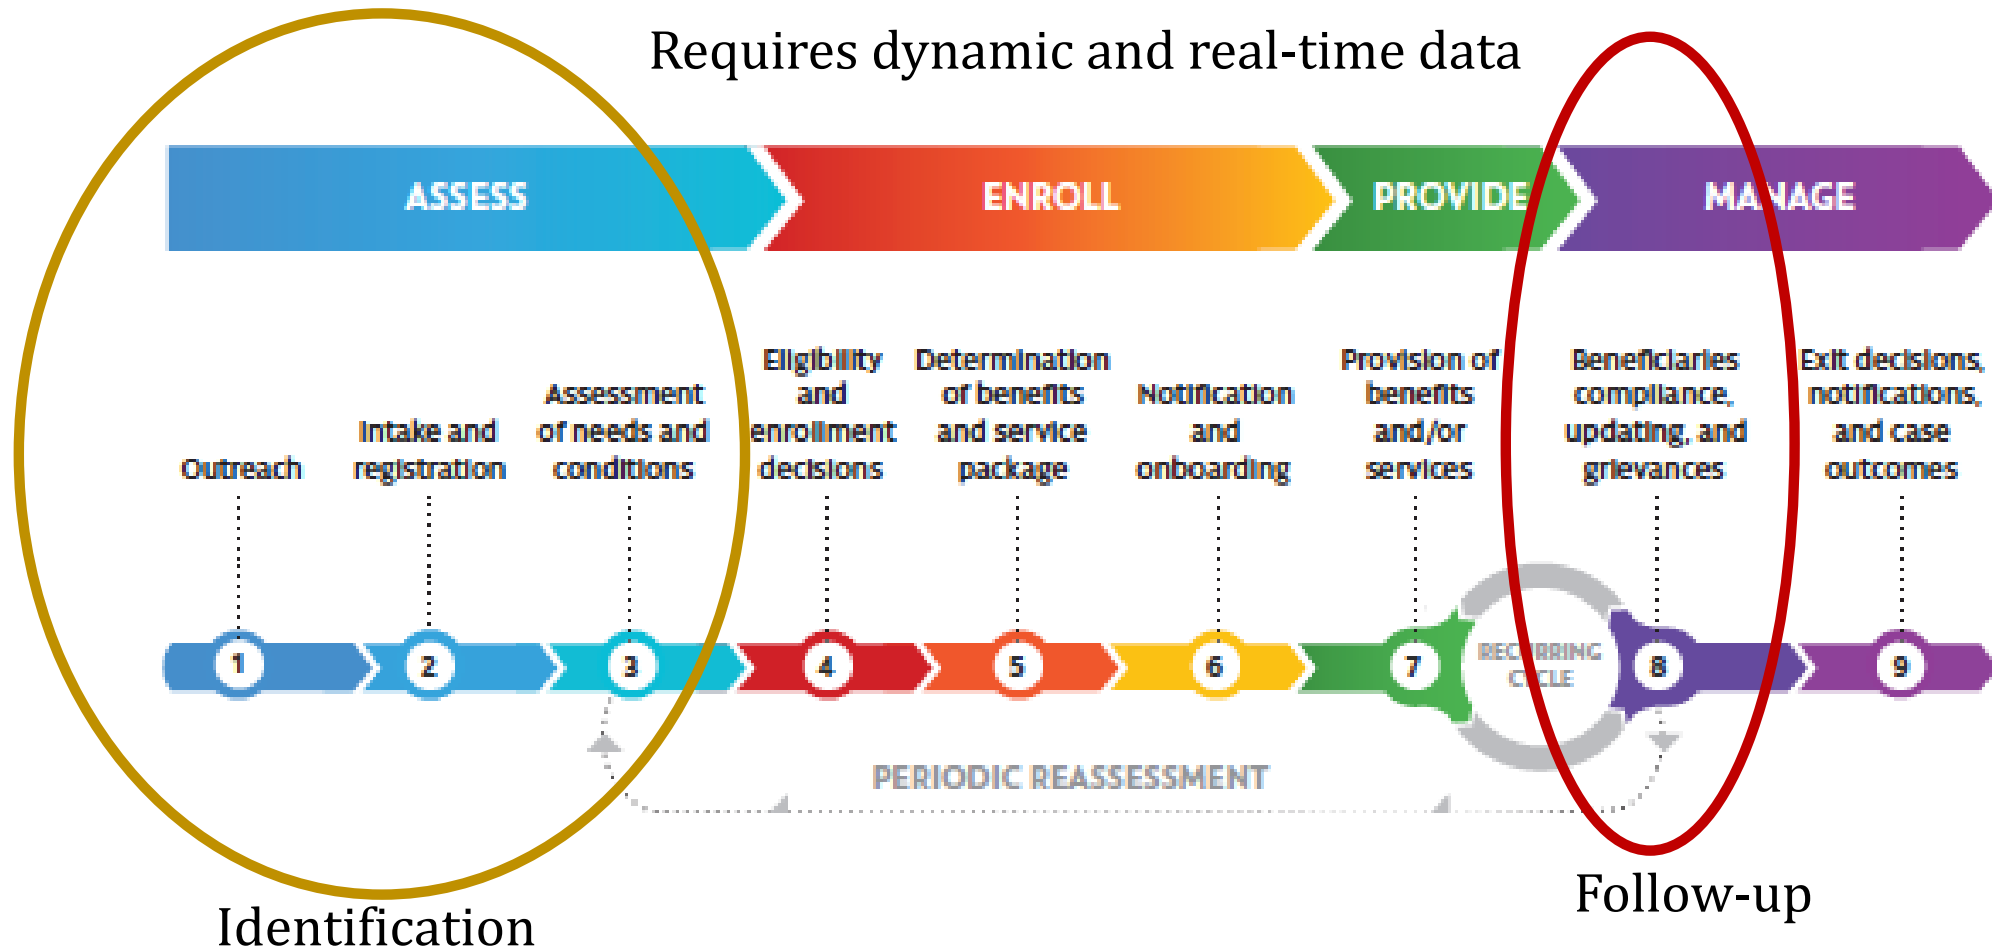 Requires dynamic and real-time data
ASSESS
ENROLL
PROVIDE
MANAGE
Outreach
Intake and
registration
Assessment
of needs and
conditions
Eligibility
and
enrollment
decisions
Determination
of benefits
and service
package
Notification
and
onboarding
Provision of
benefits
and/or
services
Beneficiaries
compliance,
updating, and
grievances
Exit decisions,
notifications,
and case
outcomes
1
2
3
4
5
6
7
RECURRING
CYCLE
8
9
PERIODIC REASSESSMENT
Identification
Follow-up